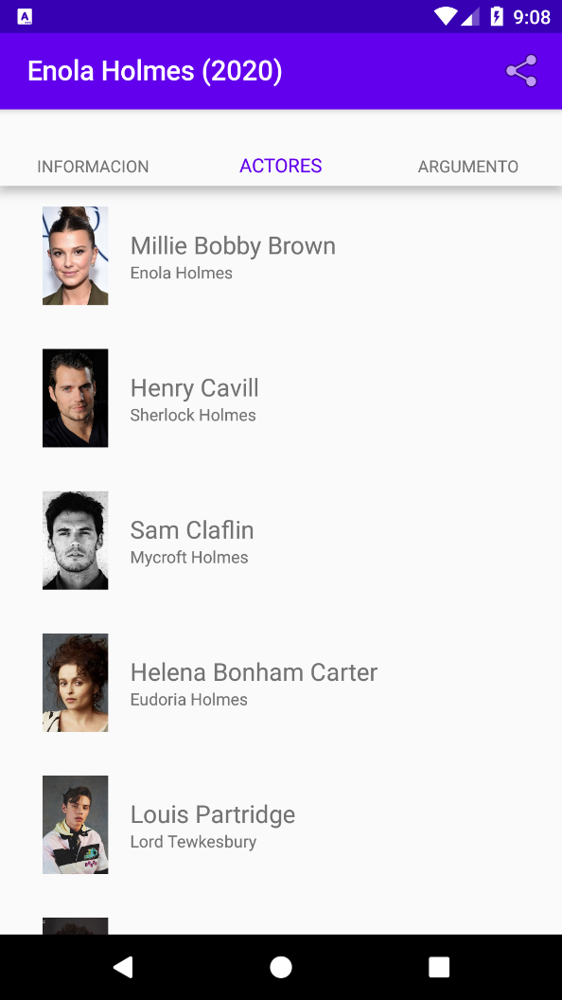 9:08
Enola Holmes (2020)
INFORMACION ACTORES ARGUMENTO
Millie Bobby Brown
Enola Holmes
Henry Cavill
Sherlock Holmes
Sam Claflin
Mycroft Holmes
Helena Bonham Carter
Eudoria Holmes
Louis Partridge
Lord Tewkesbury